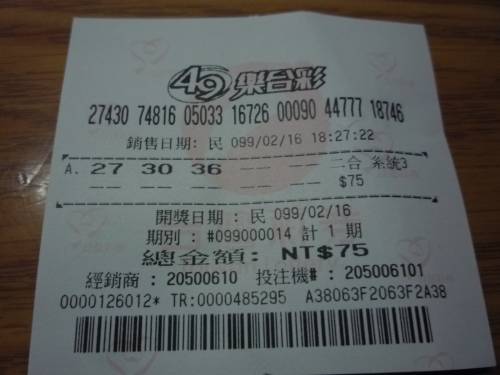 49樂合彩
27430 74816 05033 16726 00090 44777 18746
銷售日期: 民 099/02/16 18:27:22
A. 27 30 36 -- -- -- 二合 系統3
-- -- -- -- -- -- $75
開獎日期 : 民 099/02/16
期別 : #099000014 計 1 期
總金額: NT$75
經銷商 : 20500610 投注機# : 205006101
0000126012* TR:0000485295 A38063F2063F2A38